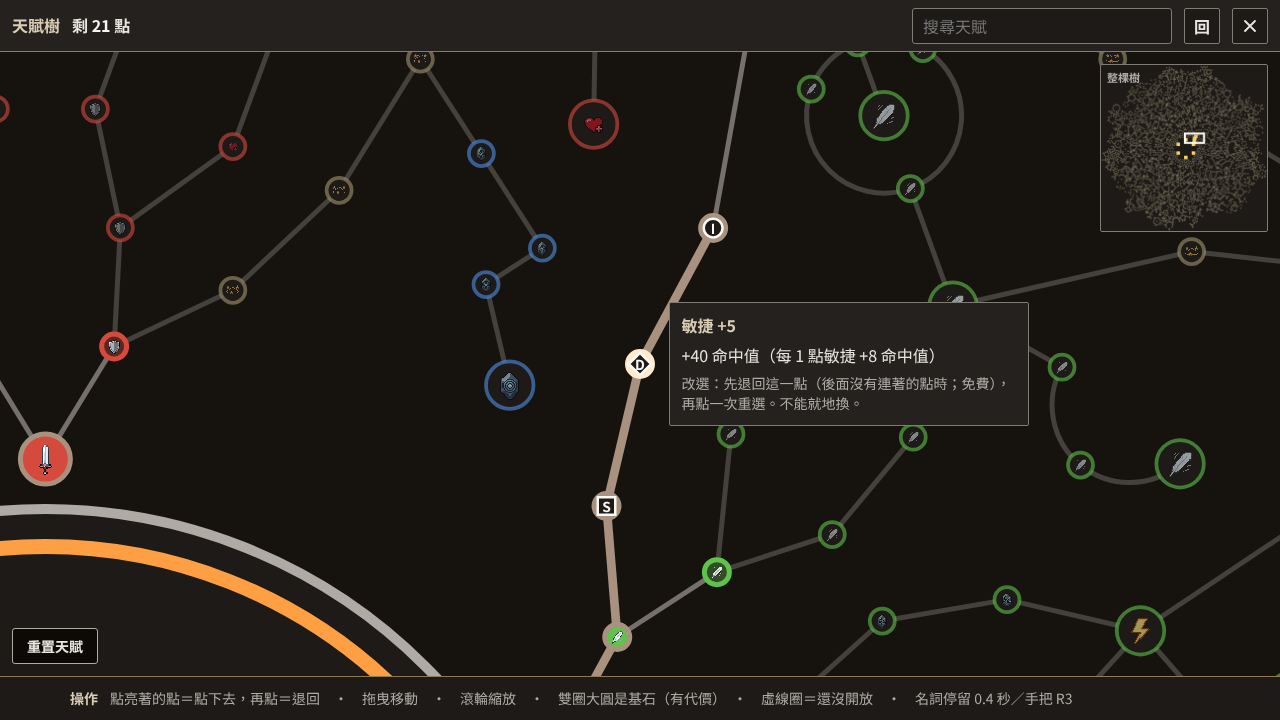 天賦樹 剩 21 點
搜尋天賦
回
整棵樹
I
敏捷 +5
+40 命中值（每 1 點敏捷 +8 命中值）
D
改選：先退回這一點（後面沒有連著的點時；免費），
再點一次重選。不能就地換。
S
重置天賦
操作 點亮著的點＝點下去，再點＝退回 • 拖曳移動 • 滾輪縮放 • 雙圈大圓是基石（有代價） • 虛線圈＝還沒開放 • 名詞停留 0.4 秒／手把 R3